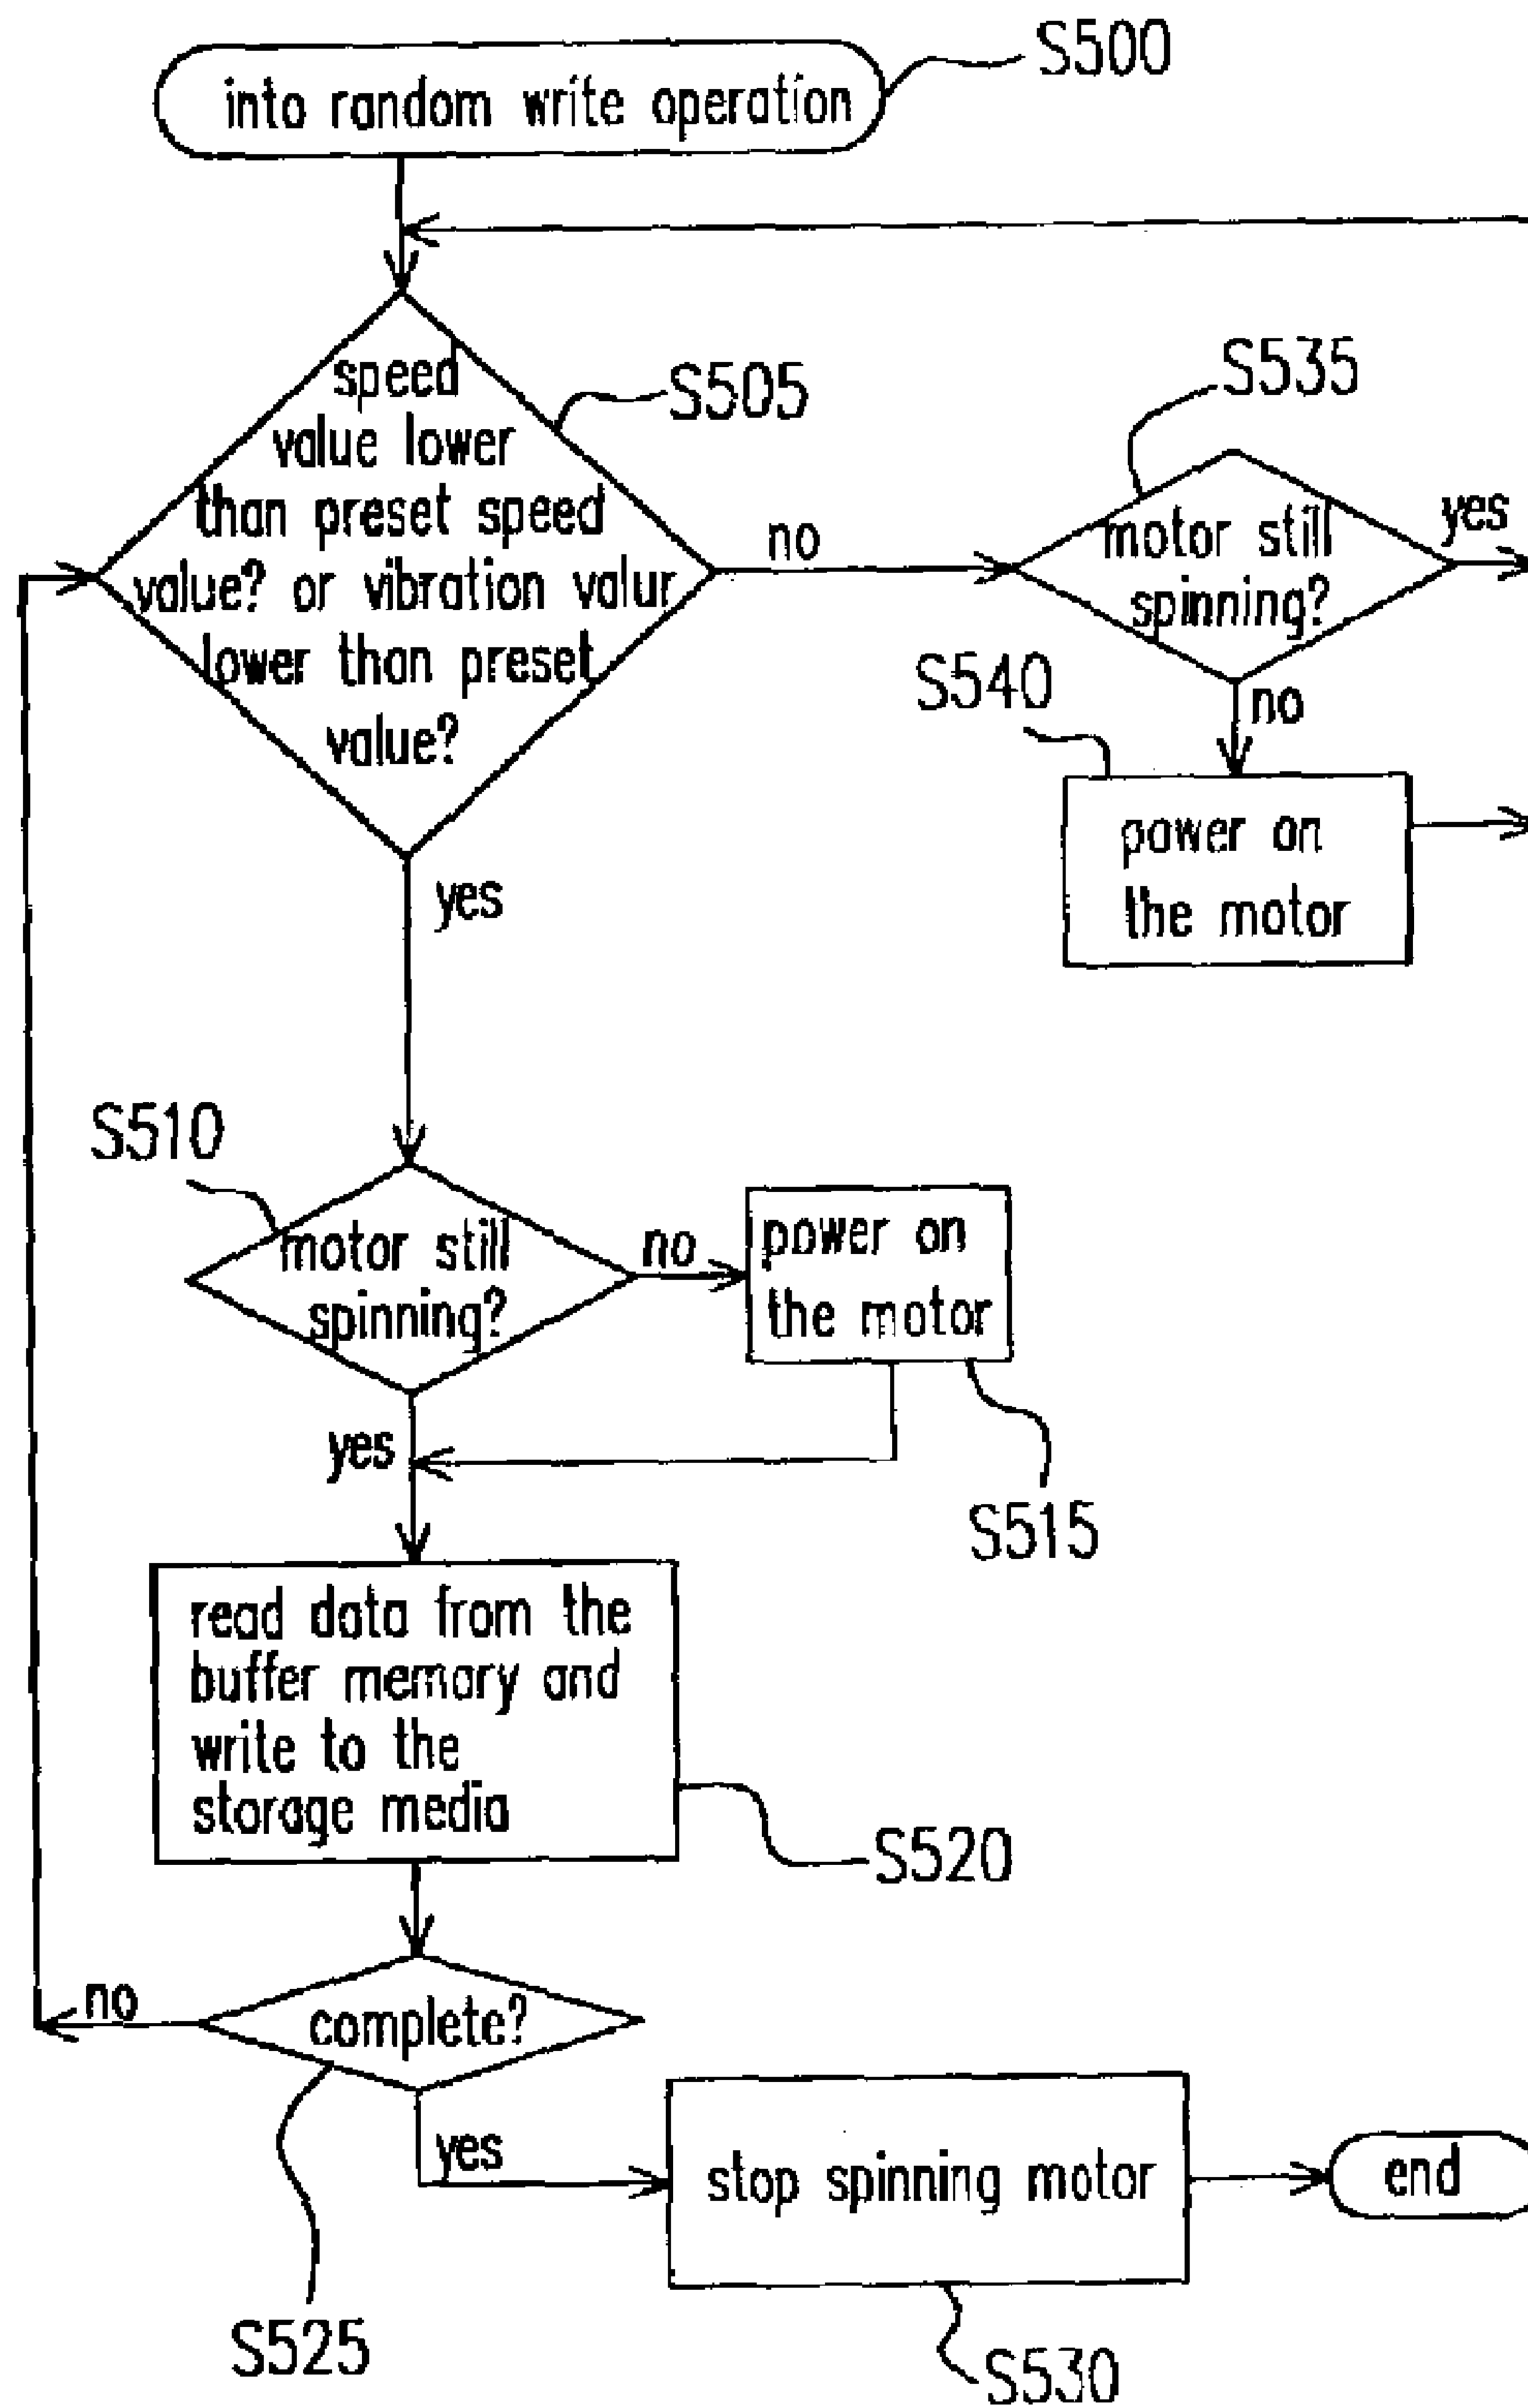 S500
into random write operation
speed
value lower
than preset speed
value? or vibration valur
lower than preset
value?
S505
no
S535
motor still
spinning?
yes
S540
no
power on
the motor
yes
S510
motor still
spinning?
no
power on
the motor
yes
S515
read data from the
buffer memory and
write to the
storage media
S520
no
complete?
yes
stop spinning motor
end
S525
S530